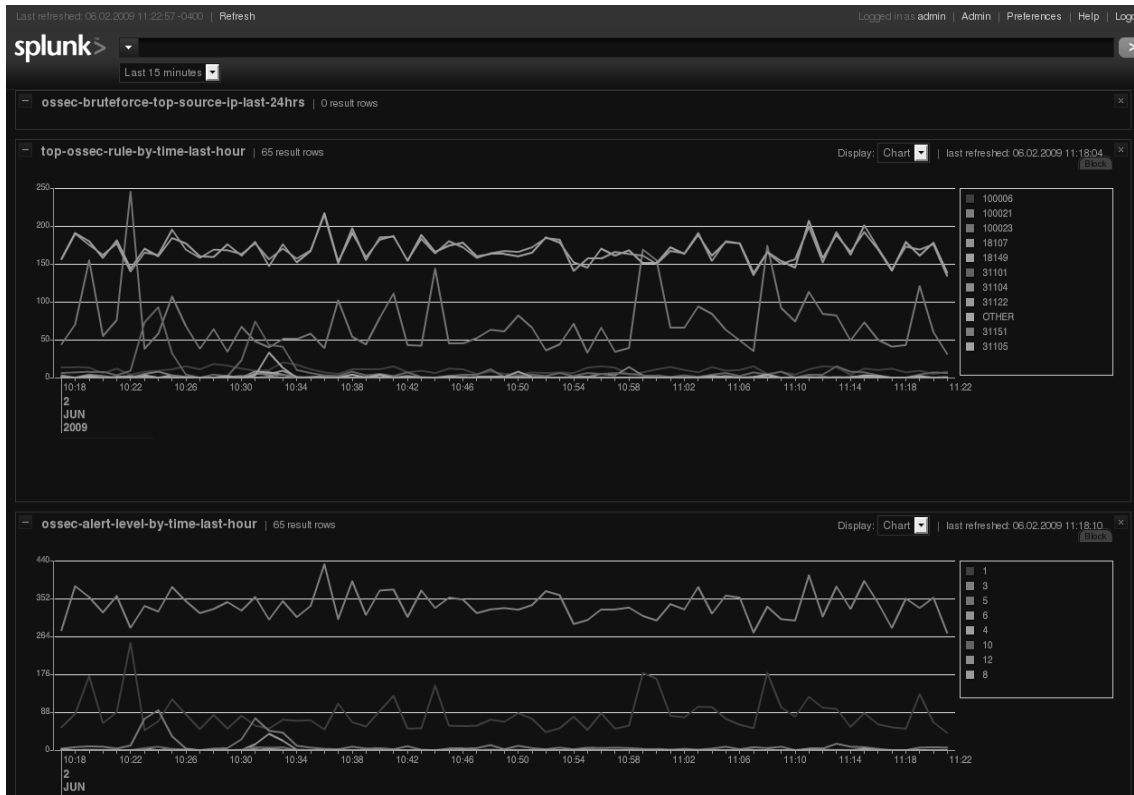 Last refreshed: 06.02.2009 11:22:57 -0400 | Refresh
Logged in as admin | Admin | Preferences | Help | Logo
splunk>
Last 15 minutes
ossec-bruteforce-top-source-ip-last-24hrs | 0 result rows
top-ossec-rule-by-time-last-hour | 65 result rows
Display: Chart | last refreshed: 06.02.2009 11:18:04
Block
250
200
150
100
50
0
100006
100021
100023
18107
18149
31101
31104
31122
OTHER
31151
31105
10:18 10:22 10:26 10:30 10:34 10:38 10:42 10:46 10:50 10:54 10:58 11:02 11:06 11:10 11:14 11:18 11:22
2
JUN
2009
ossec-alert-level-by-time-last-hour | 65 result rows
Display: Chart | last refreshed: 06.02.2009 11:18:10
Block
440
352
264
176
88
0
1
3
5
6
4
10
12
8
10:18 10:22 10:26 10:30 10:34 10:38 10:42 10:46 10:50 10:54 10:58 11:02 11:06 11:10 11:14 11:18 11:22
2
JUN